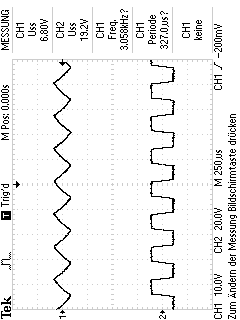 Tek
T Trig'd
M Pos: 0.000s
MESSUNG
CH1
Uss
6.80V
CH2
Uss
19.2V
CH1
Freq.
3.058kHz?
CH1
Periode
327.0µs?
CH1
keine
1
2
CH1 10.0V
CH2 20.0V
M 250µs
CH1
-200mV
Zum Ändern der Messung Bildschirmtaste drücken